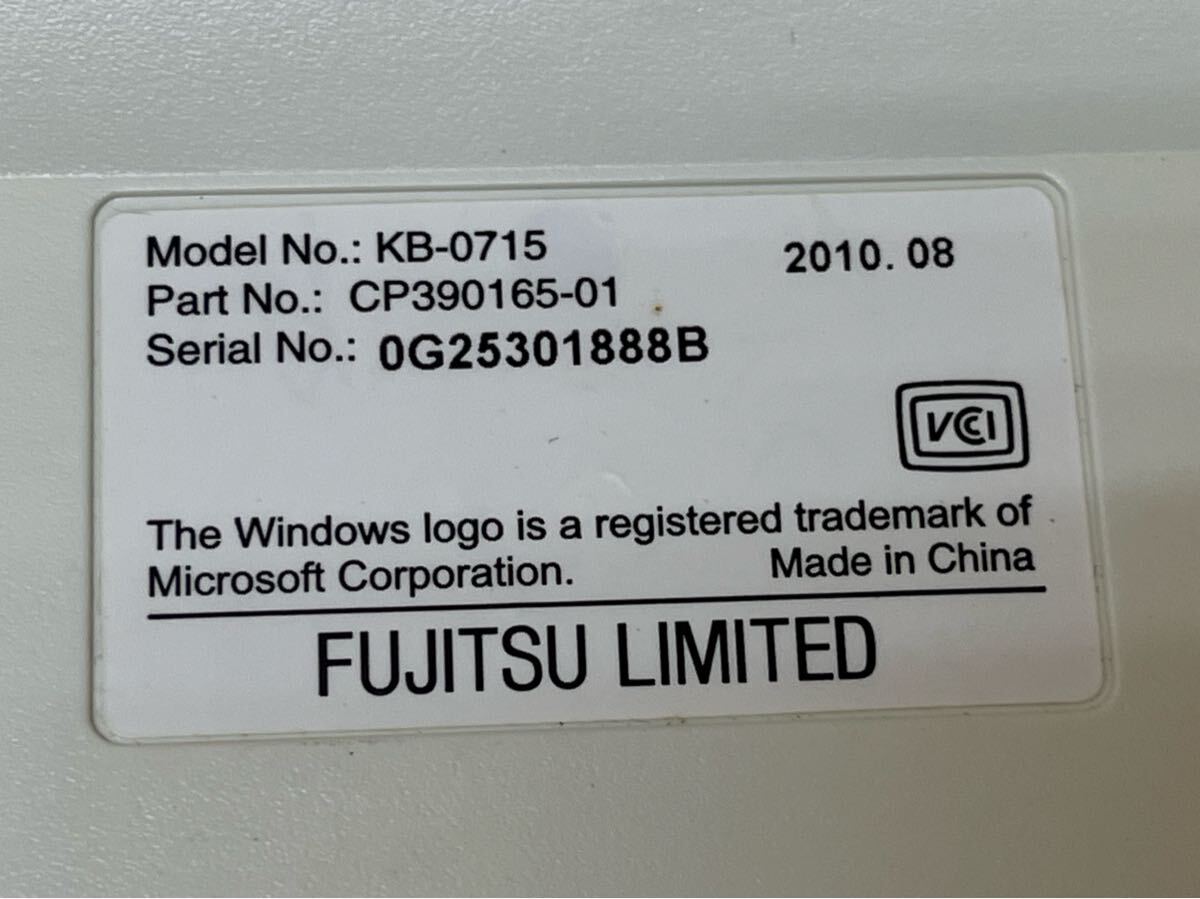 Model No.: KB-0715 2010.08
Part No.: CP390165-01
Serial No.: 0G25301888B
VCCI
The Windows logo is a registered trademark of
Microsoft Corporation. Made in China
FUJITSU LIMITED